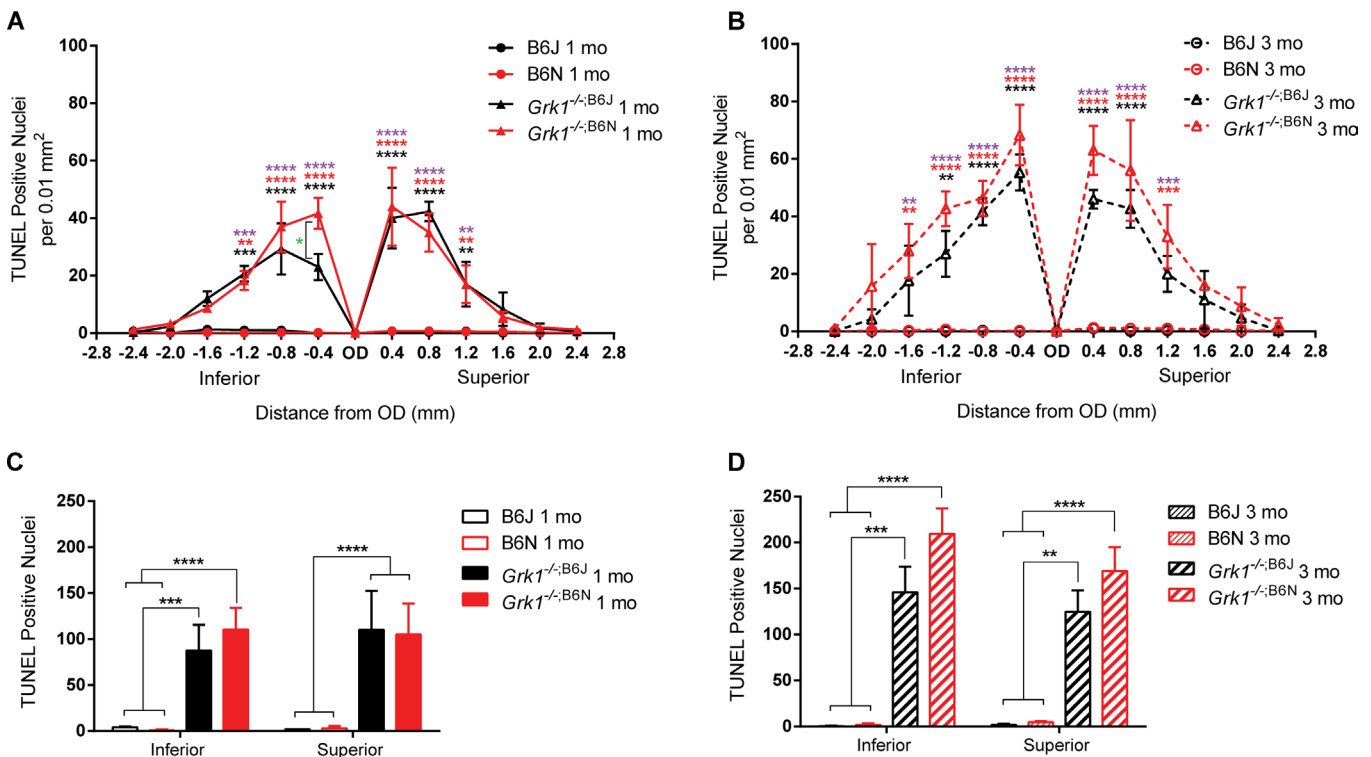 A
TUNEL Positive Nuclei
per 0.01 mm²
100
80
60
40
20
0
B6J 1 mo
B6N 1 mo
Grk1-/-;B6J 1 mo
Grk1-/-;B6N 1 mo
***
**
***
****
****
****
****
****
****
*
****
****
****
****
****
****
**
**
**
-2.8 -2.4 -2.0 -1.6 -1.2 -0.8 -0.4 OD 0.4 0.8 1.2 1.6 2.0 2.4 2.8
Inferior Superior
Distance from OD (mm)
B
TUNEL Positive Nuclei
per 0.01 mm²
100
80
60
40
20
0
B6J 3 mo
B6N 3 mo
Grk1-/-;B6J 3 mo
Grk1-/-;B6N 3 mo
**
**
****
****
**
****
****
****
****
****
****
****
****
****
****
****
****
***
***
-2.8 -2.4 -2.0 -1.6 -1.2 -0.8 -0.4 OD 0.4 0.8 1.2 1.6 2.0 2.4 2.8
Inferior Superior
Distance from OD (mm)
C
TUNEL Positive Nuclei
250
200
150
100
50
0
****
***
****
B6J 1 mo
B6N 1 mo
Grk1-/-;B6J 1 mo
Grk1-/-;B6N 1 mo
Inferior Superior
D
TUNEL Positive Nuclei
250
200
150
100
50
0
****
***
****
**
B6J 3 mo
B6N 3 mo
Grk1-/-;B6J 3 mo
Grk1-/-;B6N 3 mo
Inferior Superior